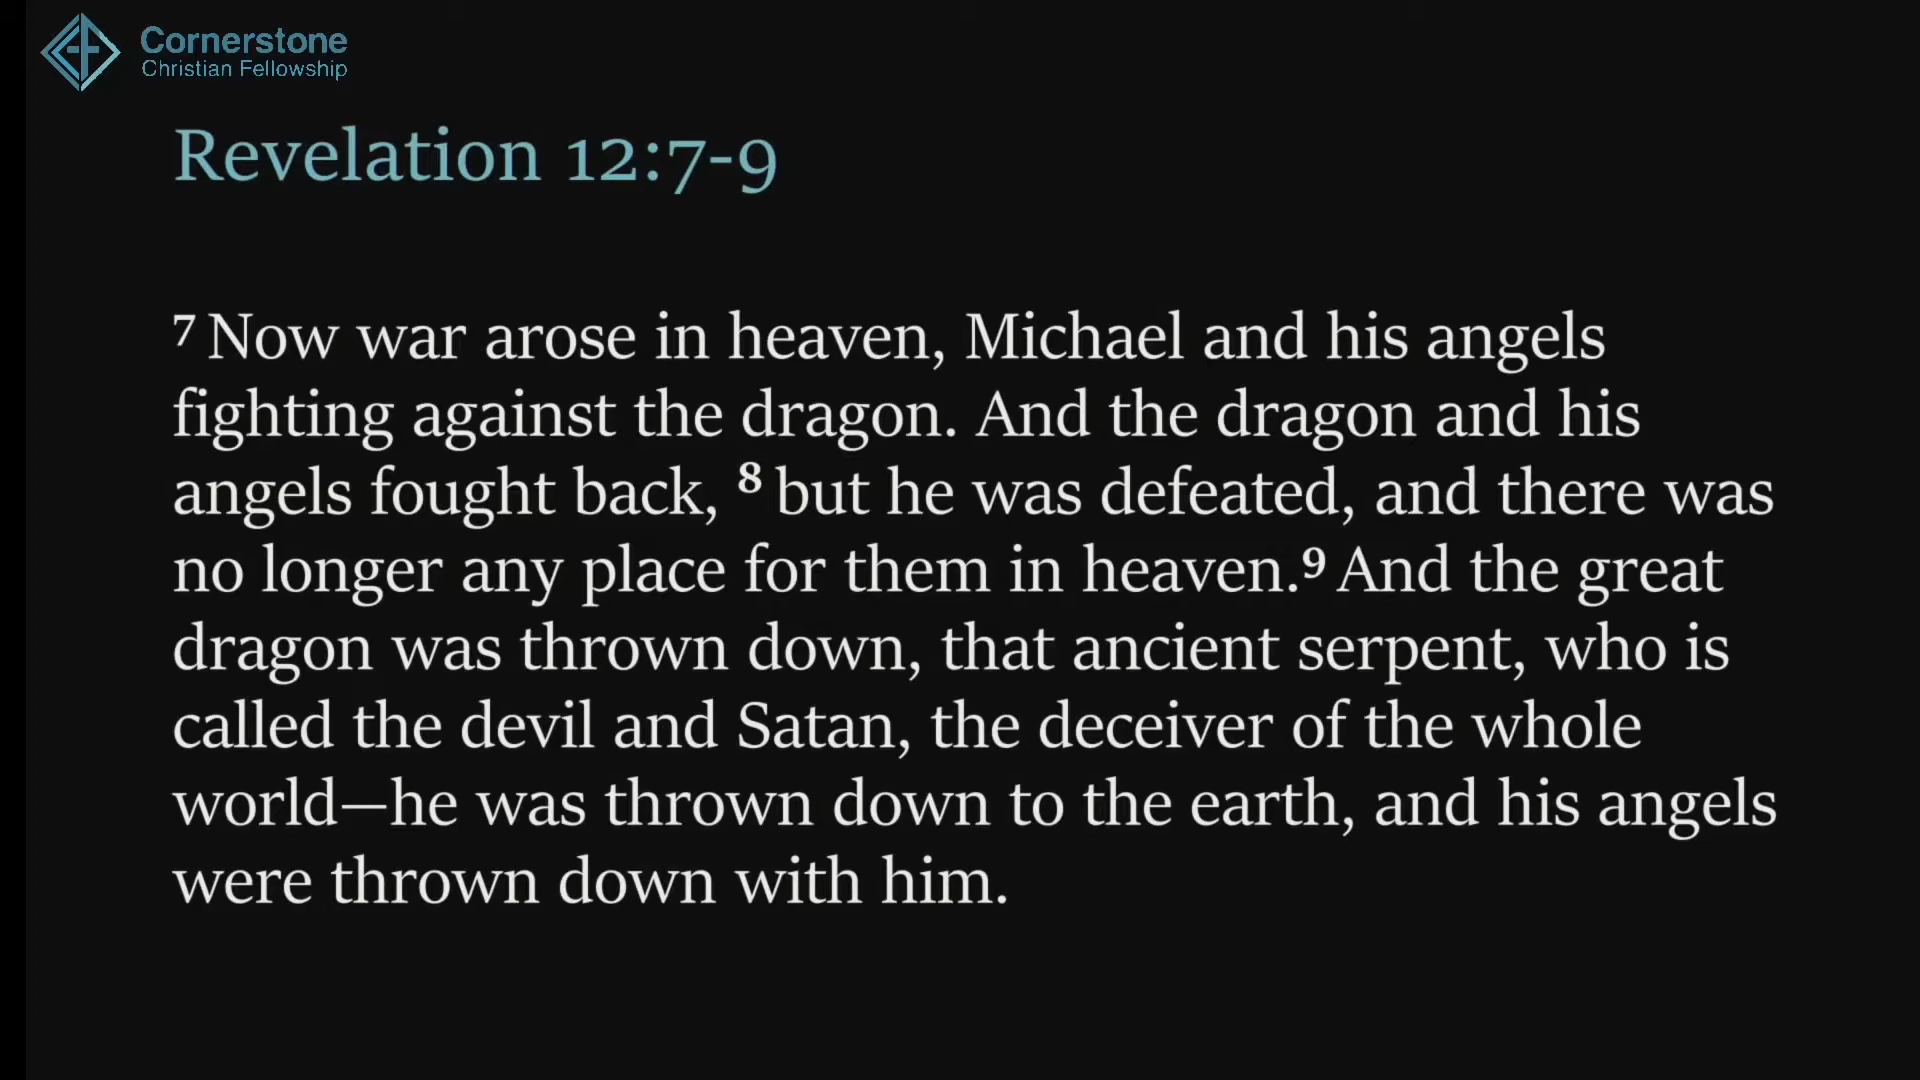 Cornerstone
Christian Fellowship
Revelation 12:7-9
⁷ Now war arose in heaven, Michael and his angels
fighting against the dragon. And the dragon and his
angels fought back, ⁸ but he was defeated, and there was
no longer any place for them in heaven.⁹ And the great
dragon was thrown down, that ancient serpent, who is
called the devil and Satan, the deceiver of the whole
world—he was thrown down to the earth, and his angels
were thrown down with him.